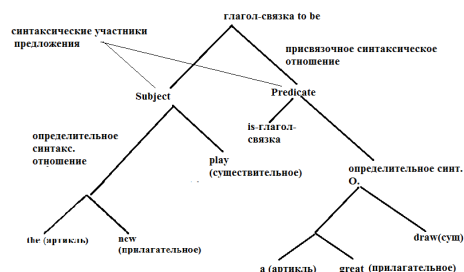 глагол-связка to be
синтаксические участники
предложения
присвязочное синтаксическое
отношение
Subject
Predicate
определительное
синтакс.
отношение
is-глагол-
связка
play
(существительное)
определительное синт.
О.
the (артикль)
new
(прилагательное)
draw(сущ)
a (артикль)
great (прилагательное)